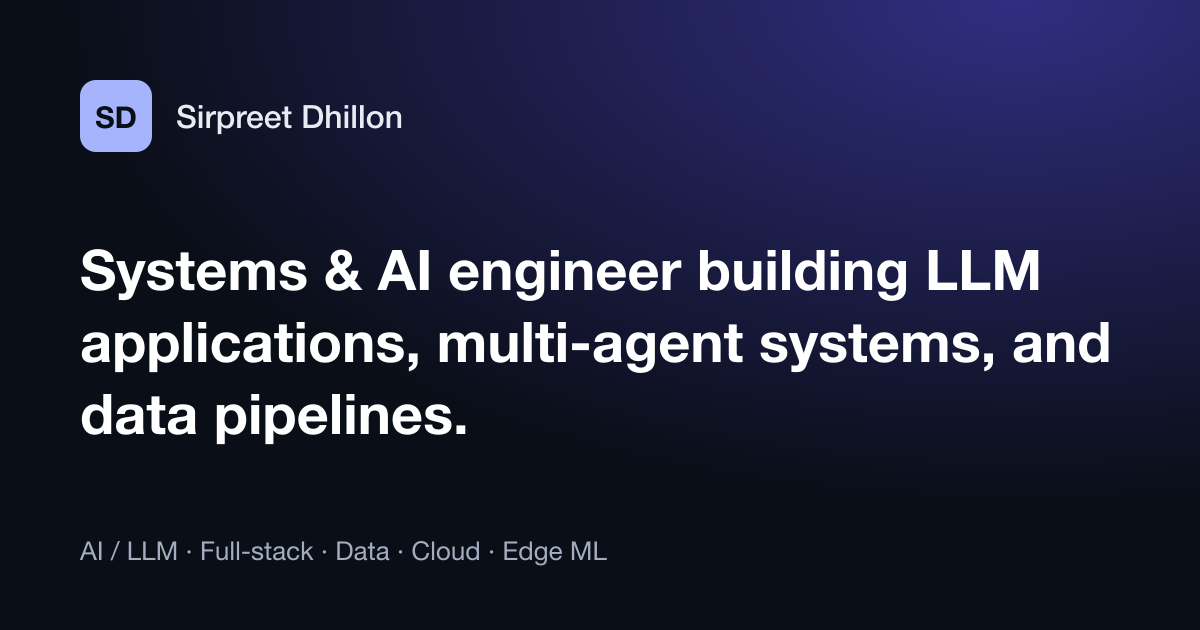 SD
Sirpreet Dhillon
Systems & AI engineer building LLM
applications, multi-agent systems, and
data pipelines.
AI / LLM · Full-stack · Data · Cloud · Edge ML